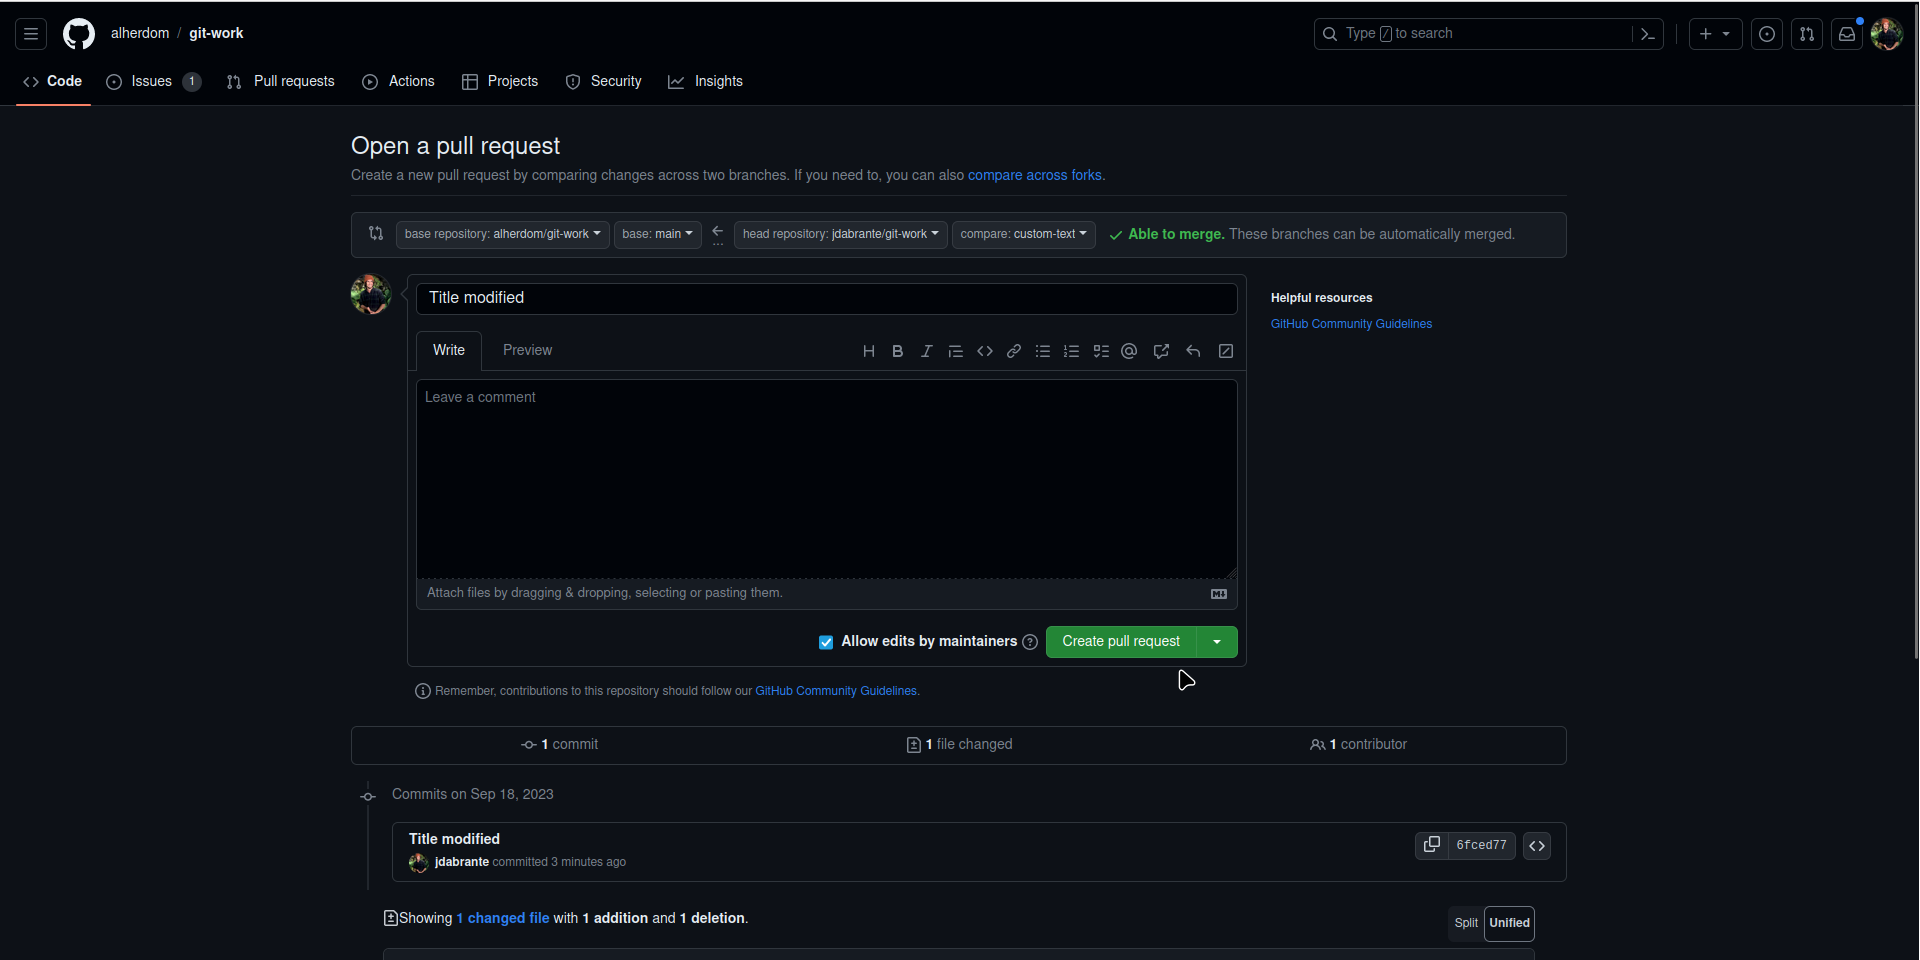 alherdom / git-work
Type / to search
Code Issues 1 Pull requests Actions Projects Security Insights
Open a pull request
Create a new pull request by comparing changes across two branches. If you need to, you can also compare across forks.
base repository: alherdom/git-work base: main ... head repository: jdabrante/git-work compare: custom-text Able to merge. These branches can be automatically merged.
Title modified
Helpful resources
GitHub Community Guidelines
Write Preview
Leave a comment
Attach files by dragging & dropping, selecting or pasting them.
Allow edits by maintainers Create pull request
Remember, contributions to this repository should follow our GitHub Community Guidelines.
1 commit 1 file changed 1 contributor
Commits on Sep 18, 2023
Title modified
6fced77
jdabrante committed 3 minutes ago
Showing 1 changed file with 1 addition and 1 deletion.
Split Unified